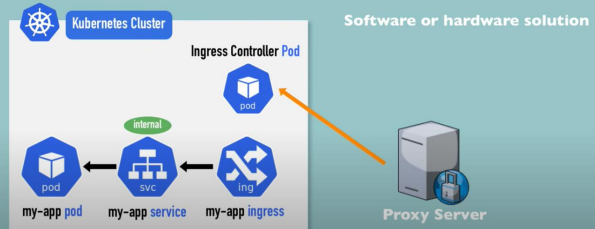 Kubernetes Cluster
Software or hardware solution
Ingress Controller Pod
pod
internal
pod
svc
ing
my-app pod
my-app service
my-app ingress
Proxy Server